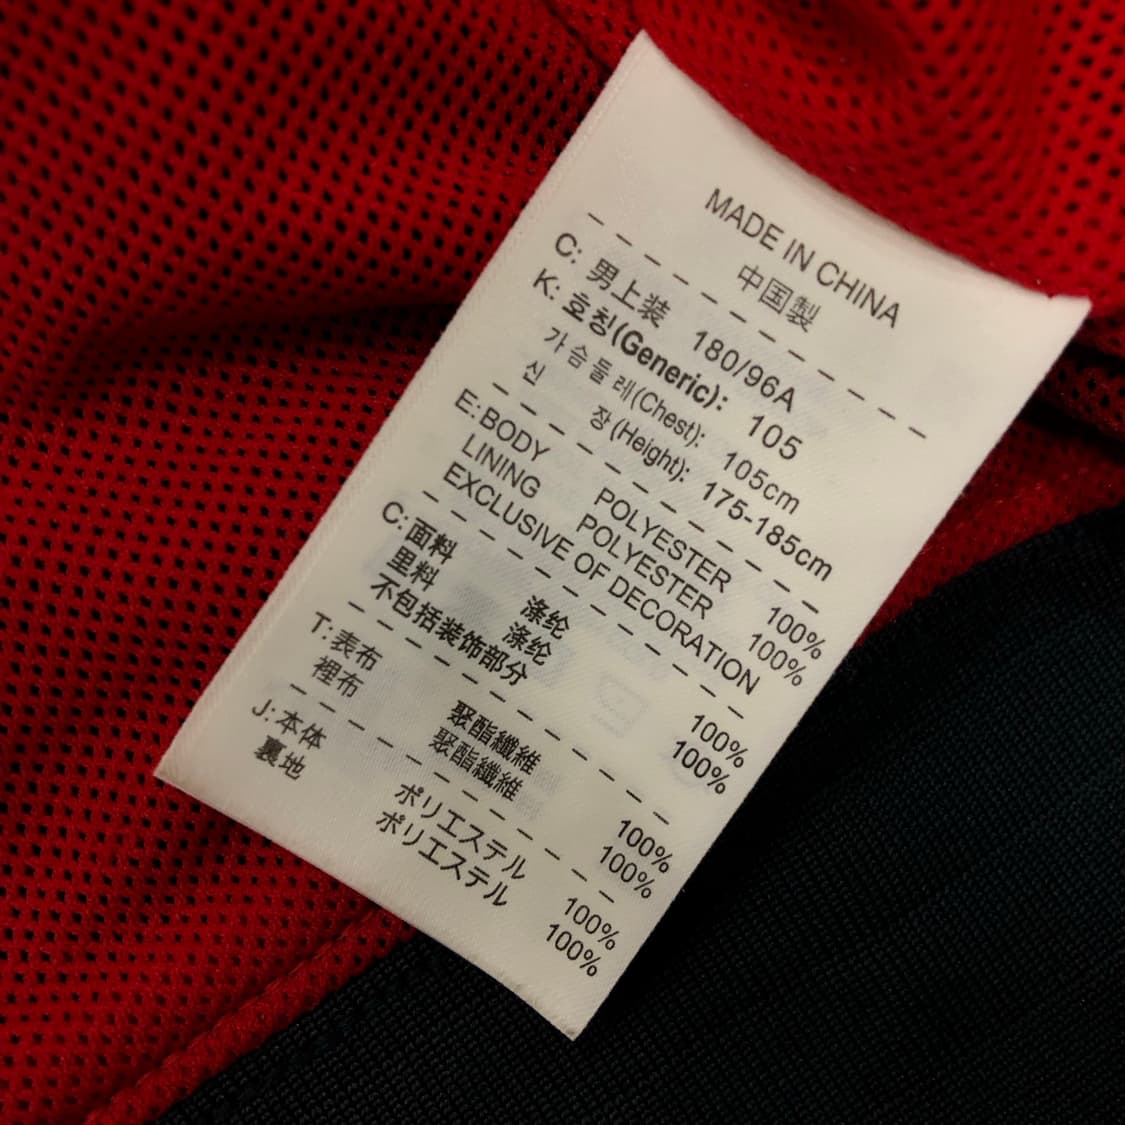 MADE IN CHINA
中国製
C: 男上装 180/96A
K: 호칭(Generic): 105
가슴둘레(Chest): 105cm
신 장(Height): 175-185cm
E: BODY POLYESTER 100%
LINING POLYESTER 100%
EXCLUSIVE OF DECORATION
C: 面料 涤纶 100%
里料 涤纶 100%
不包括装饰部分
T: 表布 聚酯纖維 100%
裡布 聚酯纖維 100%
J: 本体 ポリエステル 100%
裏地 ポリエステル 100%